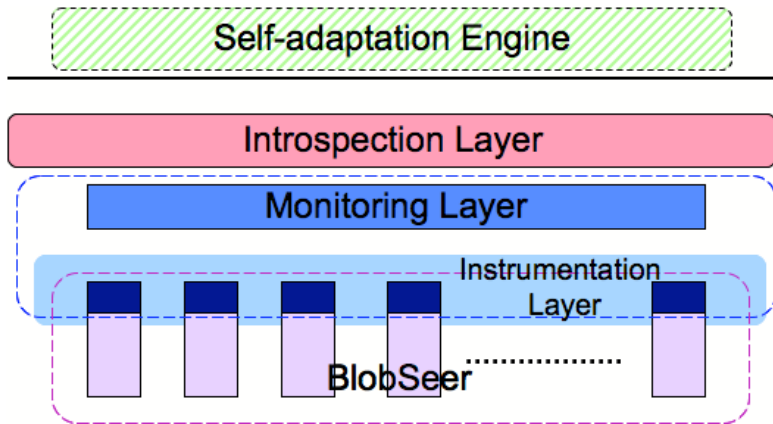 Self-adaptation Engine
Introspection Layer
Monitoring Layer
Instrumentation
Layer
BlobSeer